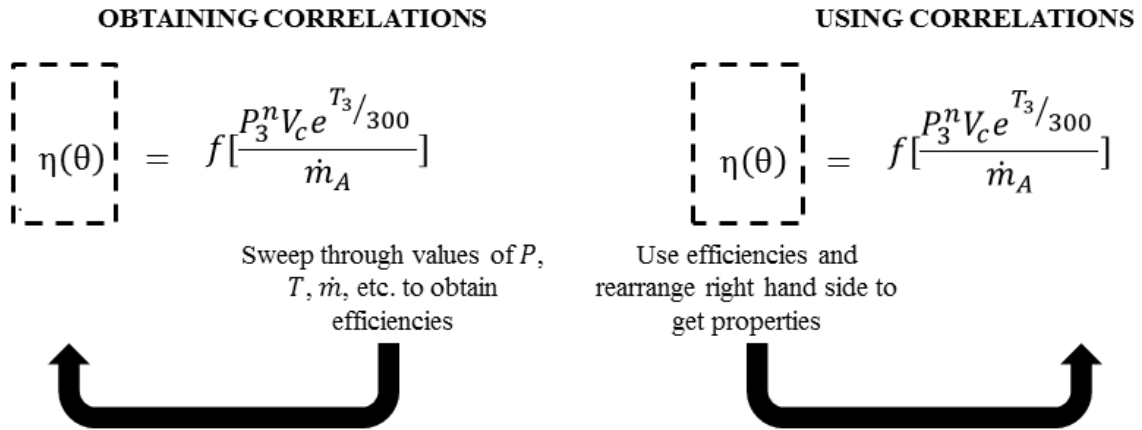 OBTAINING CORRELATIONS
η(θ) = f[P₃ⁿV_c e^(T₃/300) / ṁ_A]
Sweep through values of P,
T, ṁ, etc. to obtain
efficiencies
USING CORRELATIONS
η(θ) = f[P₃ⁿV_c e^(T₃/300) / ṁ_A]
Use efficiencies and
rearrange right hand side to
get properties